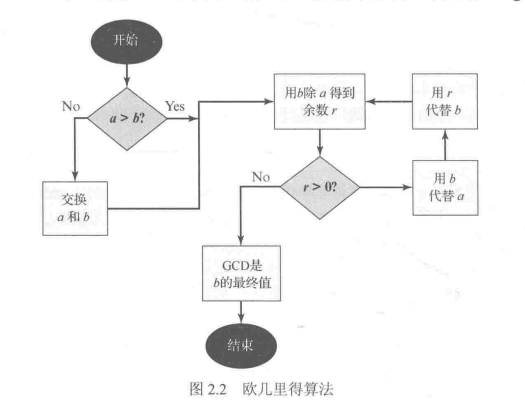 开始
No
a > b?
Yes
交换
a 和 b
用b除 a 得到
余数 r
用 r
代替 b
No
r > 0?
用 b
代替 a
GCD是
b的最终值
结束
图 2.2 欧几里得算法